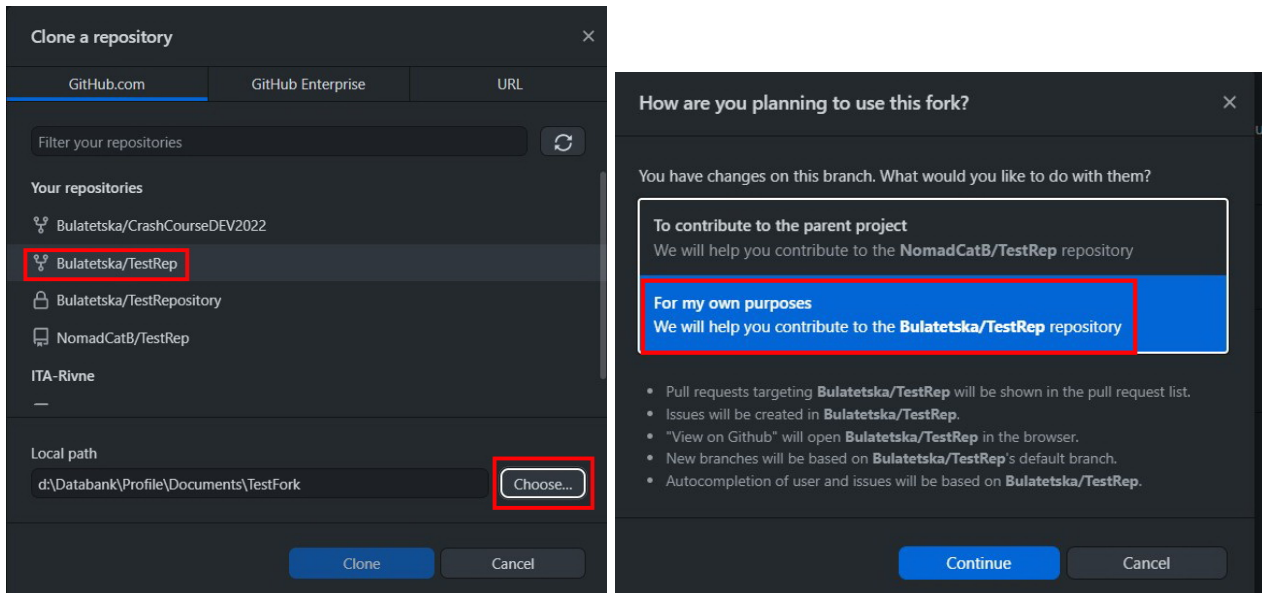 Clone a repository
GitHub.com
GitHub Enterprise
URL
Filter your repositories
Your repositories
Bulatetska/CrashCourseDEV2022
Bulatetska/TestRep
Bulatetska/TestRepository
NomadCatB/TestRep
ITA-Rivne
Local path
d:\Databank\Profile\Documents\TestFork
Choose...
Clone
Cancel
How are you planning to use this fork?
You have changes on this branch. What would you like to do with them?
To contribute to the parent project
We will help you contribute to the NomadCatB/TestRep repository
For my own purposes
We will help you contribute to the Bulatetska/TestRep repository
• Pull requests targeting Bulatetska/TestRep will be shown in the pull request list.
• Issues will be created in Bulatetska/TestRep.
• "View on Github" will open Bulatetska/TestRep in the browser.
• New branches will be based on Bulatetska/TestRep's default branch.
• Autocompletion of user and issues will be based on Bulatetska/TestRep.
Continue
Cancel